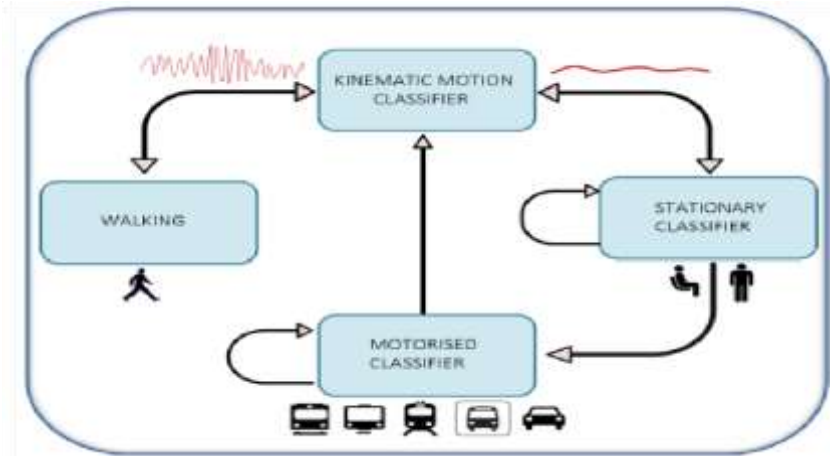 KINEMATIC MOTION
CLASSIFIER
WALKING
STATIONARY
CLASSIFIER
MOTORISED
CLASSIFIER